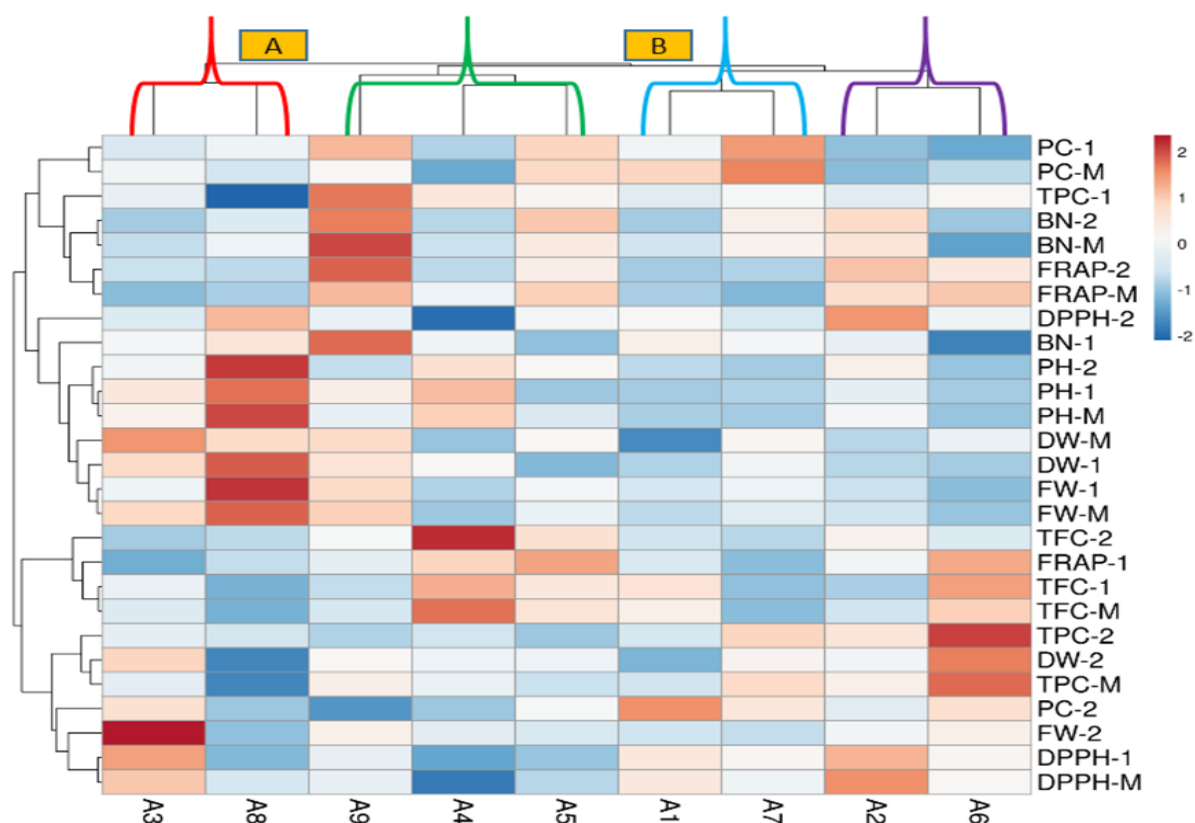 A
B
PC-1
PC-M
TPC-1
BN-2
BN-M
FRAP-2
FRAP-M
DPPH-2
BN-1
PH-2
PH-1
PH-M
DW-M
DW-1
FW-1
FW-M
TFC-2
FRAP-1
TFC-1
TFC-M
TPC-2
DW-2
TPC-M
PC-2
FW-2
DPPH-1
DPPH-M
2
1
0
-1
-2
A3
A8
A9
A4
A5
A1
A7
A2
A6